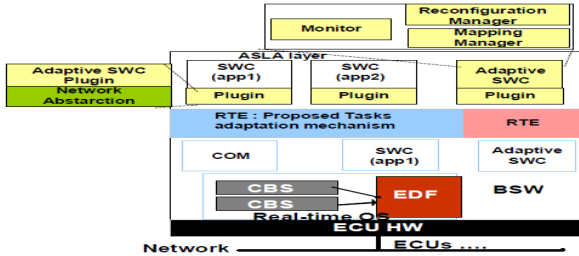 Reconfiguration
Manager
Monitor
Mapping
Manager
ASLA layer
Adaptive SWC
Plugin
Network
Abstarction
SWC
(app1)
Plugin
SWC
(app2)
Plugin
Adaptive
SWC
Plugin
RTE : Proposed Tasks
adaptation mechanism
RTE
COM
SWC
(app1)
Adaptive
SWC
CBS
CBS
EDF
BSW
Real-time OS
ECU HW
Network
ECUs ....